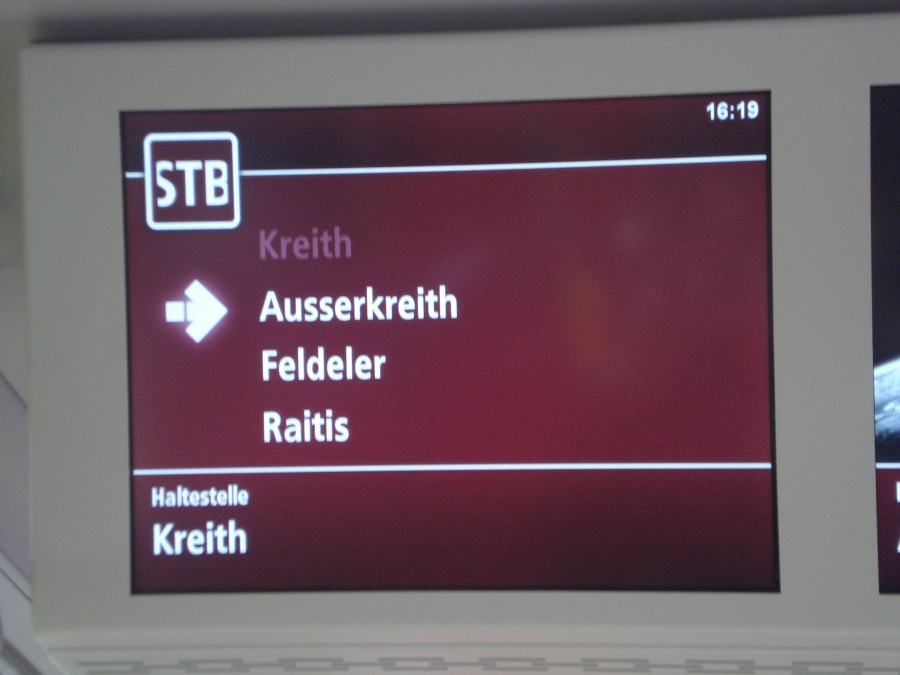 16:19
STB
Kreith
Ausserkreith
Feldeler
Raitis
Haltestelle
Kreith